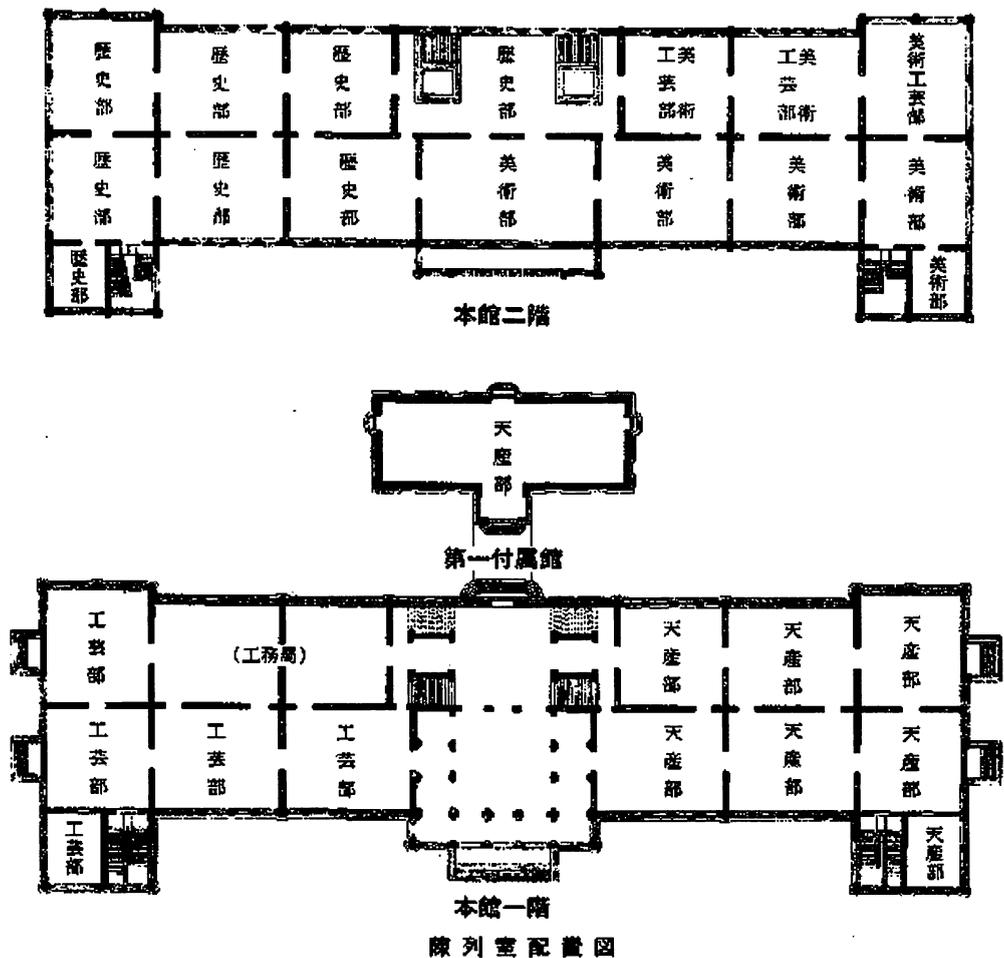 歴史部
歴史部
歴史部
歴史部
美術工芸部
美術工芸部
美術工芸部
歴史部
歴史部
歴史部
美術部
美術部
美術部
美術部
歴史部
美術部
本館二階
天産部
第一付属館
工芸部
(工務局)
天産部
天産部
天産部
工芸部
工芸部
工芸部
天産部
天産部
天産部
工芸部
天産部
本館一階
陳列室配置図